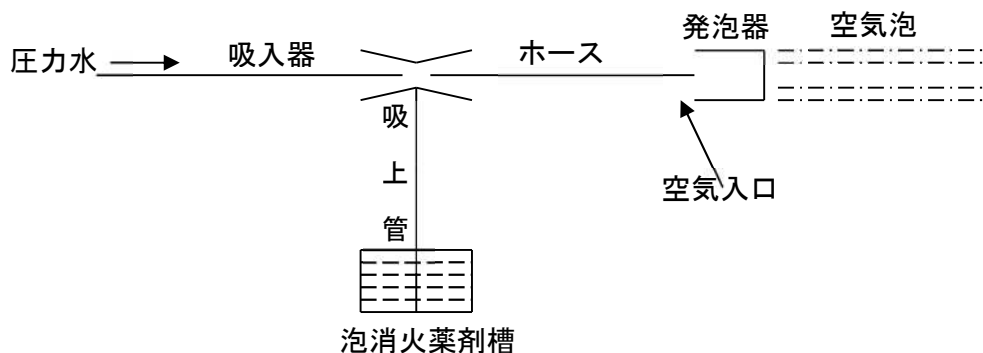 発泡器
空気泡
圧力水
吸入器
ホース
吸上管
空気入口
泡消火薬剤槽